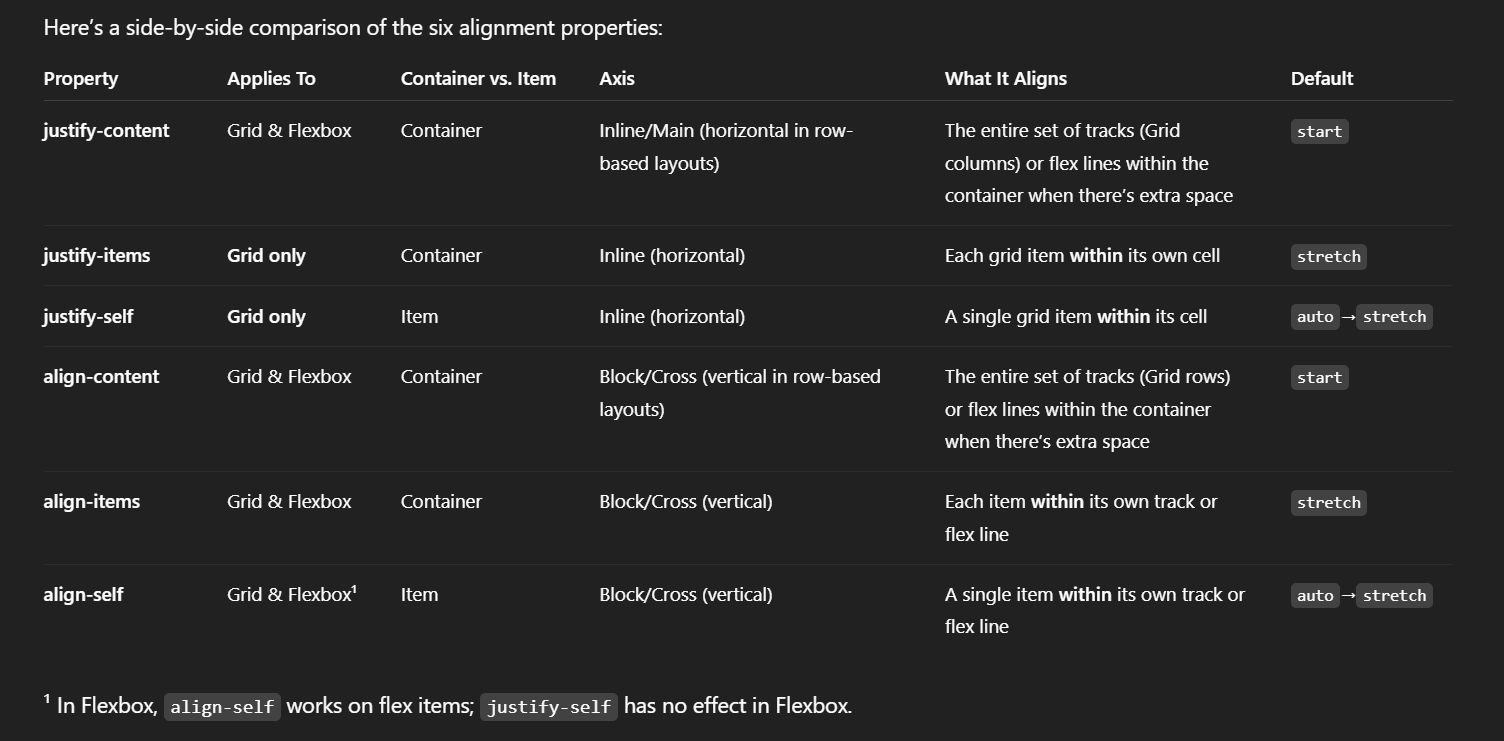 Here’s a side-by-side comparison of the six alignment properties:
Property Applies To Container vs. Item Axis What It Aligns Default
justify-content Grid & Flexbox Container Inline/Main (horizontal in row- The entire set of tracks (Grid start
based layouts) columns) or flex lines within the
container when there’s extra space
justify-items Grid only Container Inline (horizontal) Each grid item within its own cell stretch
justify-self Grid only Item Inline (horizontal) A single grid item within its cell auto → stretch
align-content Grid & Flexbox Container Block/Cross (vertical in row-based The entire set of tracks (Grid rows) start
layouts) or flex lines within the container
when there’s extra space
align-items Grid & Flexbox Container Block/Cross (vertical) Each item within its own track or stretch
flex line
align-self Grid & Flexbox¹ Item Block/Cross (vertical) A single item within its own track or auto → stretch
flex line
¹ In Flexbox, align-self works on flex items; justify-self has no effect in Flexbox.